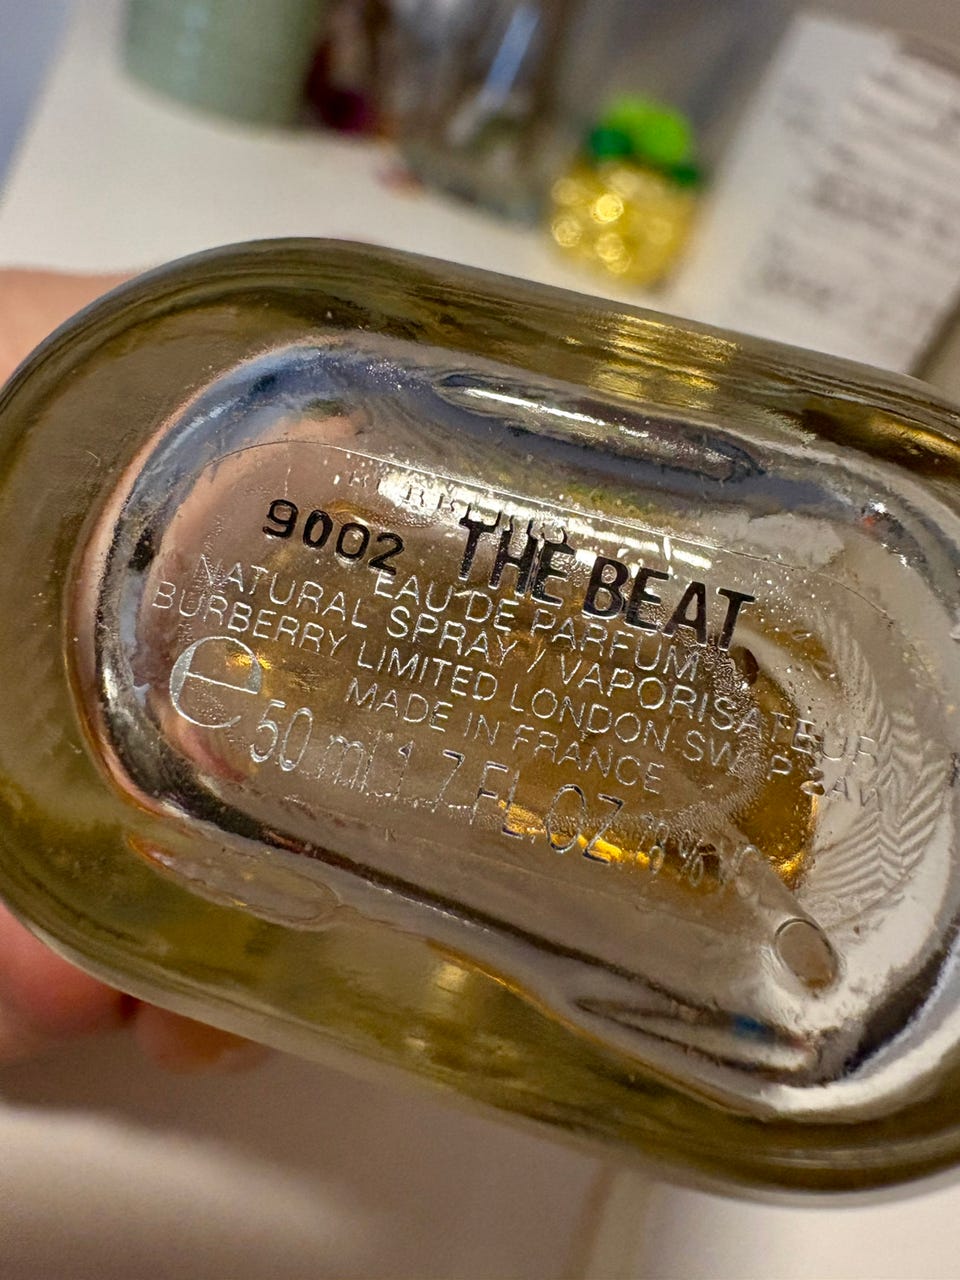 9002 THE BEAT
EAU DE PARFUM
NATURAL SPRAY / VAPORISATEUR
BURBERRY LIMITED LONDON SW
MADE IN FRANCE
e 50 ml 1.7 FL.OZ